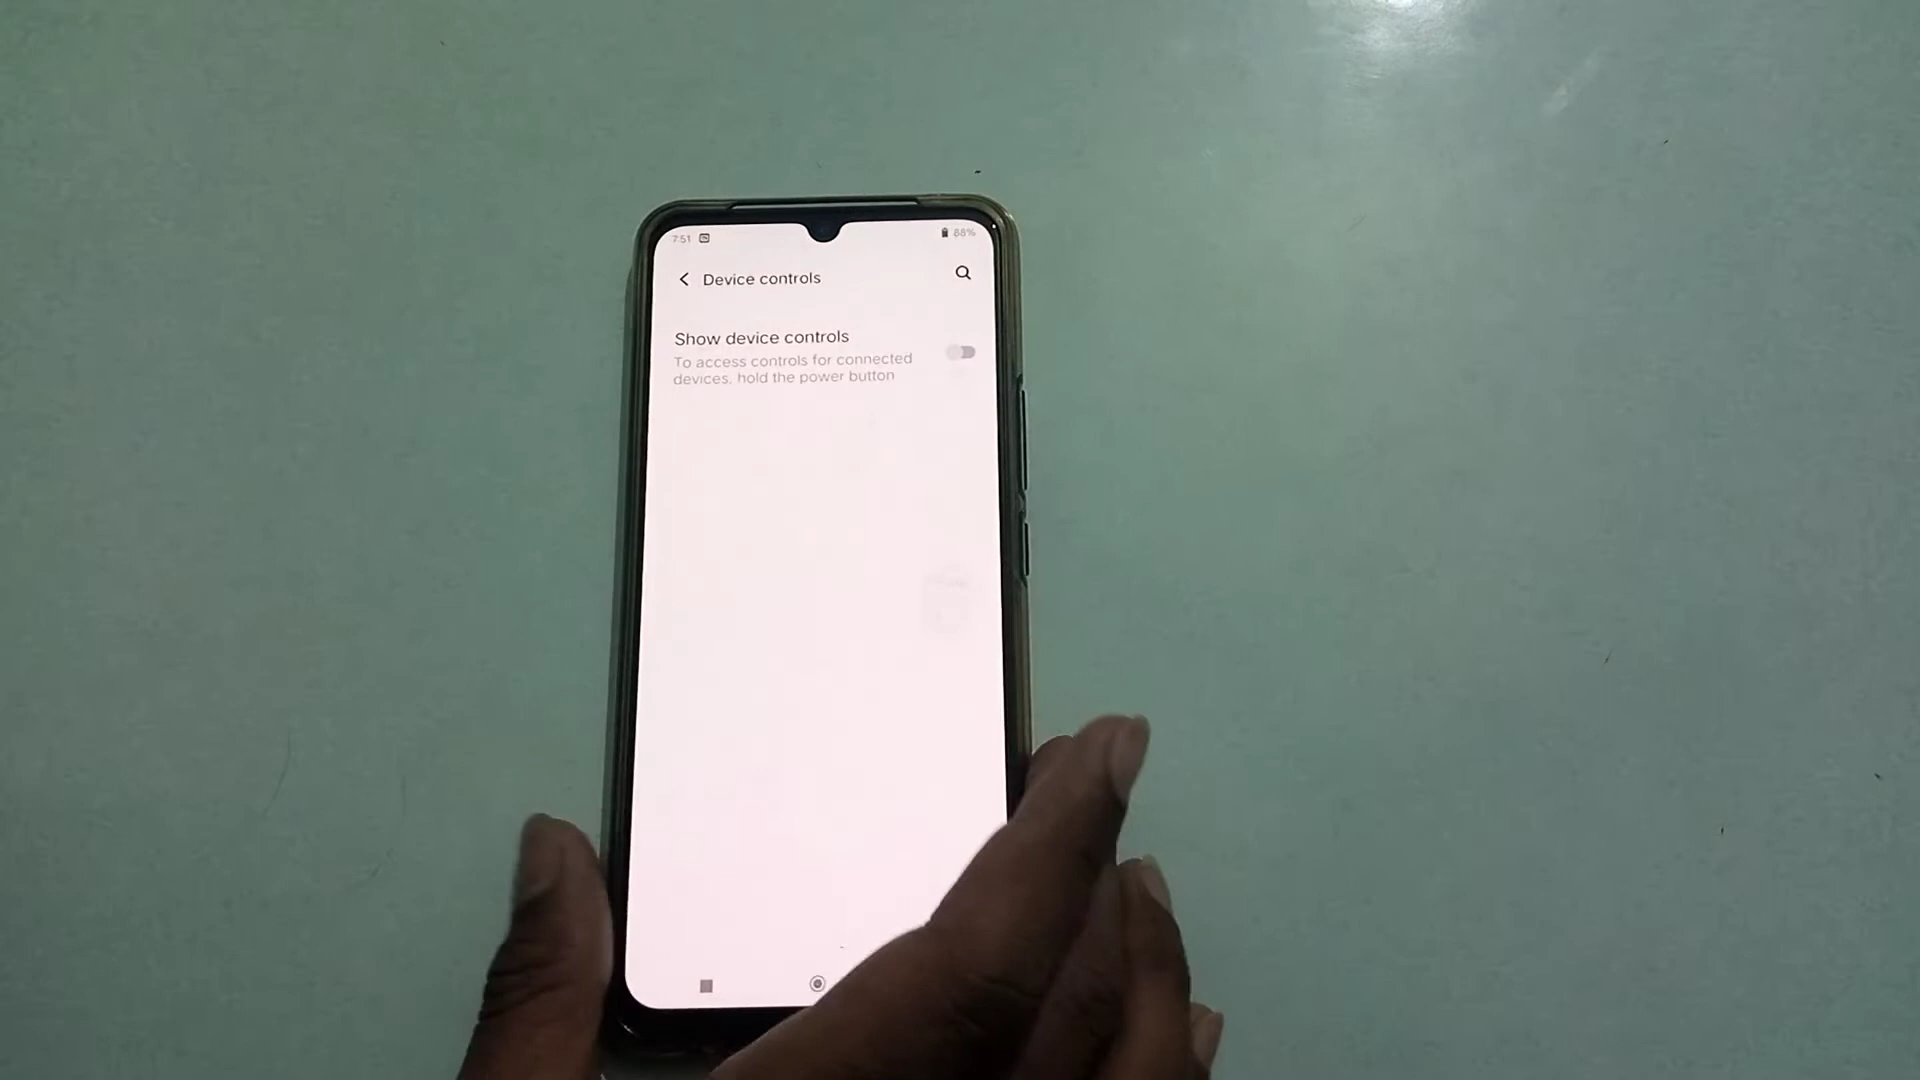 7:51
88%
Device controls
Show device controls
To access controls for connected
devices, hold the power button